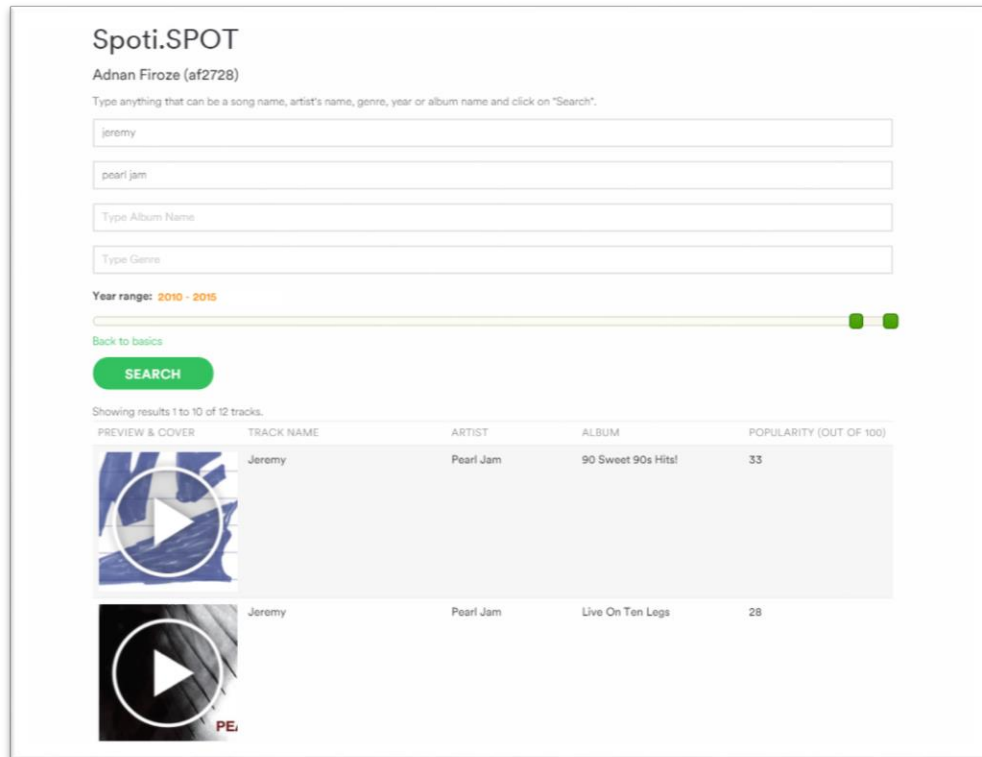 Spoti.SPOT
Adnan Firoze (af2728)
Type anything that can be a song name, artist's name, genre, year or album name and click on "Search".
jeremy
pearl jam
Type Album Name
Type Genre
Year range: 2010 - 2015
Back to basics
SEARCH
Showing results 1 to 10 of 12 tracks.
PREVIEW & COVER TRACK NAME ARTIST ALBUM POPULARITY (OUT OF 100)
Jeremy Pearl Jam 90 Sweet 90s Hits! 33
Jeremy Pearl Jam Live On Ten Legs 28